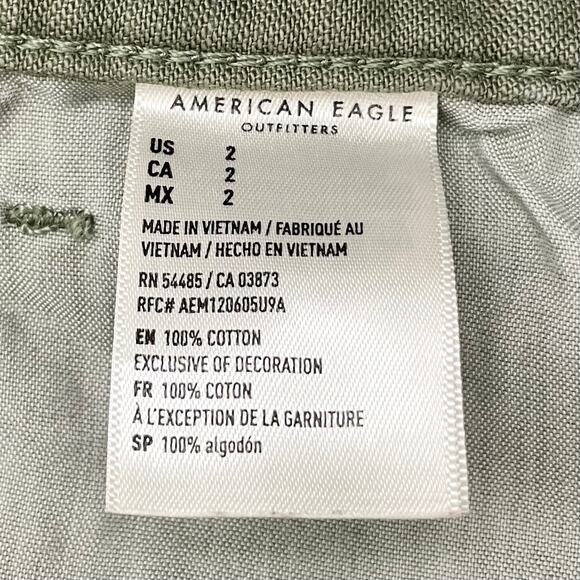 AMERICAN EAGLE
OUTFITTERS
US 2
CA 2
MX 2
MADE IN VIETNAM / FABRIQUÉ AU
VIETNAM / HECHO EN VIETNAM
RN 54485 / CA 03873
RFC# AEM120605U9A
EN 100% COTTON
EXCLUSIVE OF DECORATION
FR 100% COTON
À L'EXCEPTION DE LA GARNITURE
SP 100% algodón